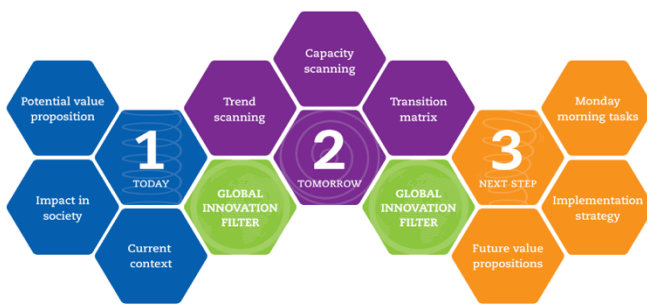 Capacity
scanning
Potential value
proposition
Trend
scanning
Transition
matrix
Monday
morning tasks
1
TODAY
2
TOMORROW
3
NEXT STEP
Impact in
society
GLOBAL
INNOVATION
FILTER
GLOBAL
INNOVATION
FILTER
Implementation
strategy
Current
context
Future value
propositions